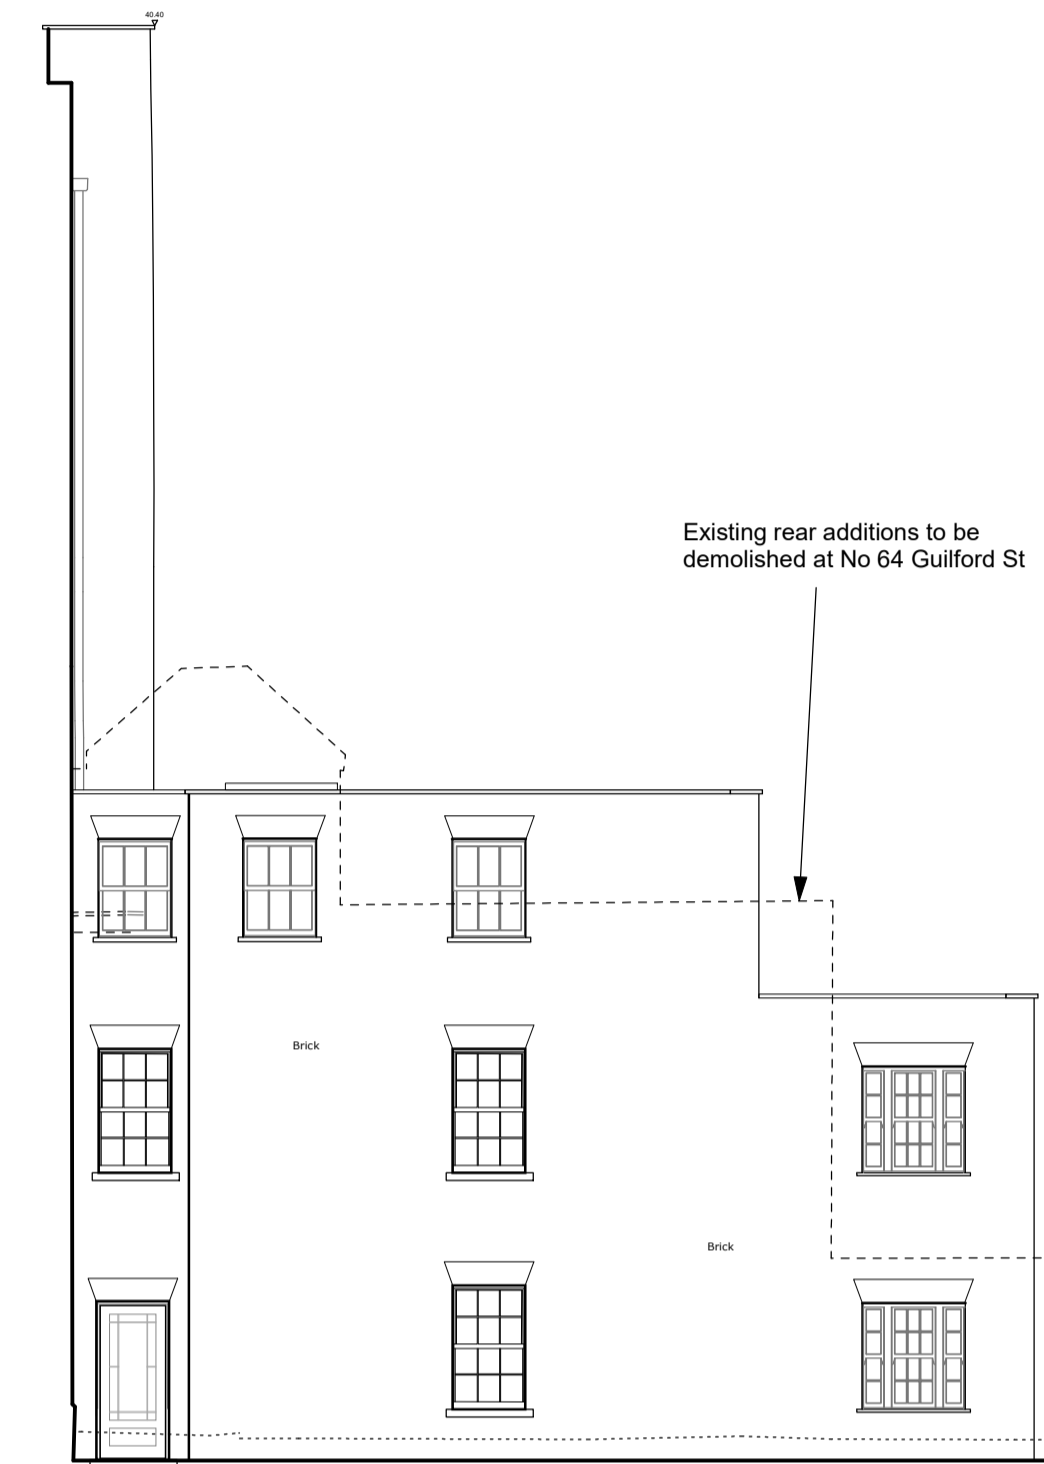 40.40
Existing rear additions to be
demolished at No 64 Guilford St
Brick
Brick